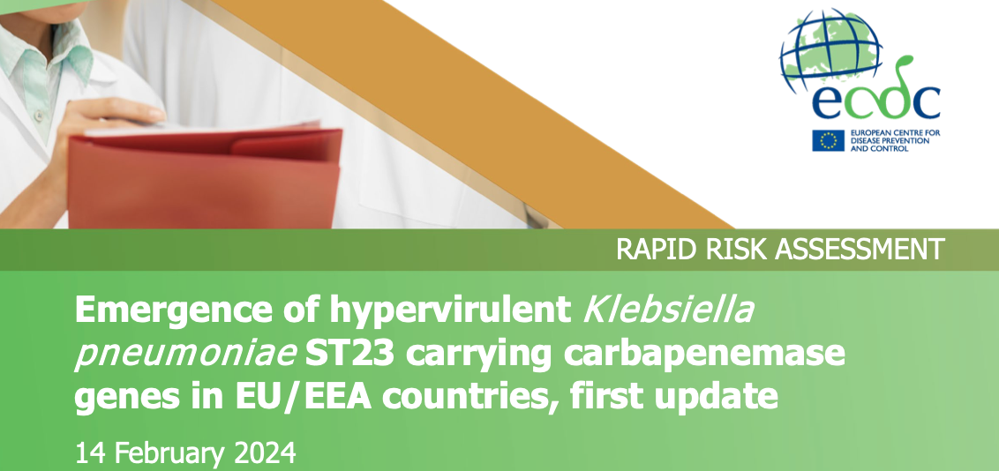 ecdc
EUROPEAN CENTRE FOR
DISEASE PREVENTION
AND CONTROL
RAPID RISK ASSESSMENT
Emergence of hypervirulent Klebsiella
pneumoniae ST23 carrying carbapenemase
genes in EU/EEA countries, first update
14 February 2024